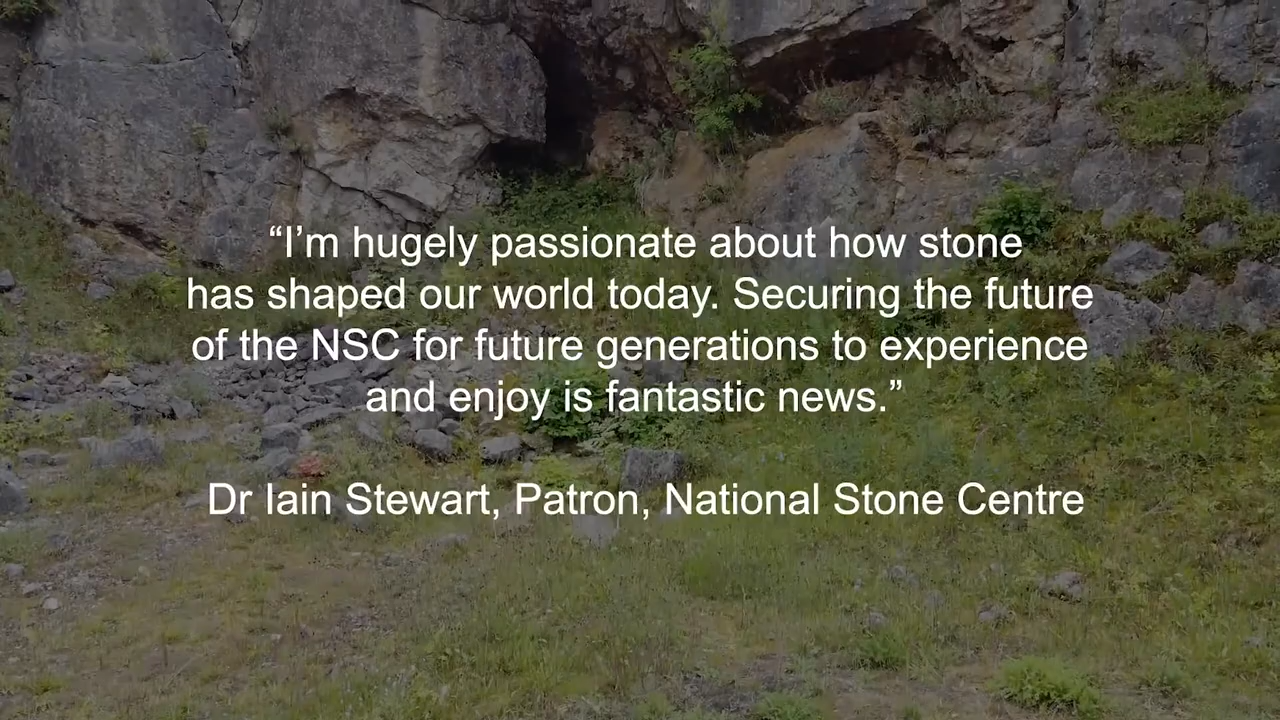 “I’m hugely passionate about how stone
has shaped our world today. Securing the future
of the NSC for future generations to experience
and enjoy is fantastic news.”
Dr Iain Stewart, Patron, National Stone Centre